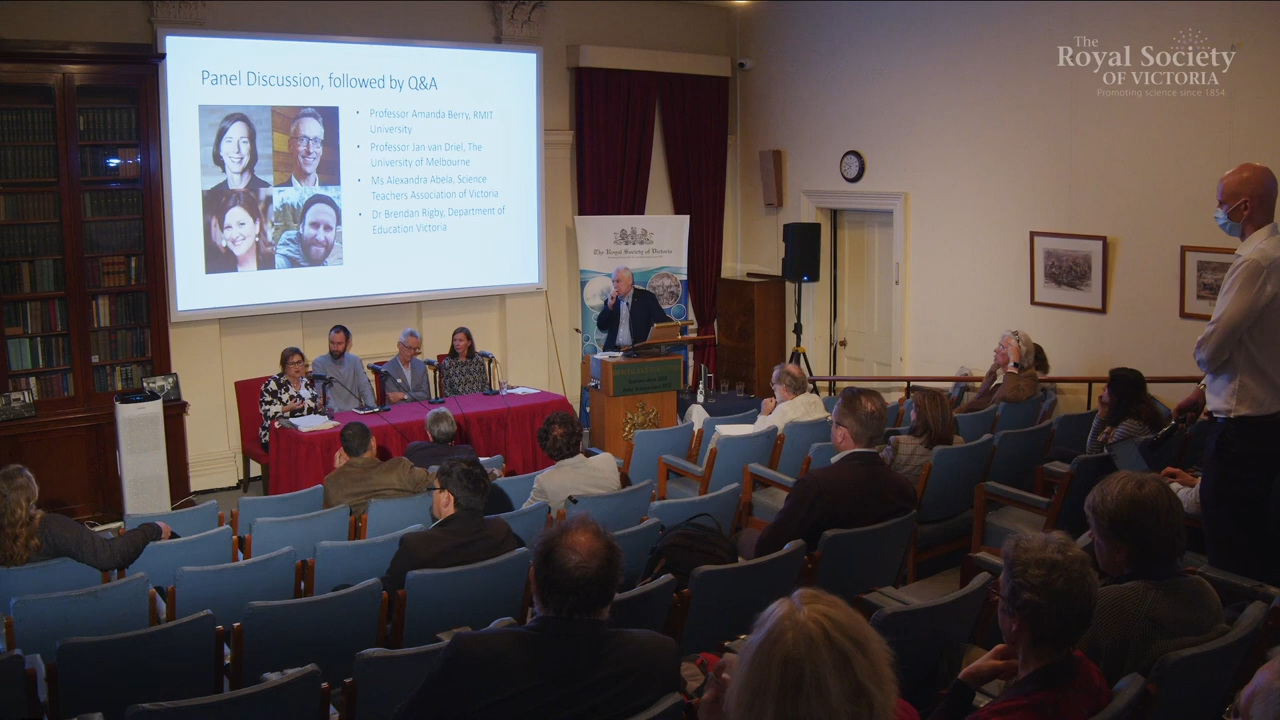 Panel Discussion, followed by Q&A
• Professor Amanda Berry, RMIT
University
• Professor Jan van Driel, The
University of Melbourne
• Ms Alexandra Abela, Science
Teachers Association of Victoria
• Dr Brendan Rigby, Department of
Education Victoria
The
Royal Society
OF VICTORIA
Promoting science since 1854
The Royal Society of Victoria